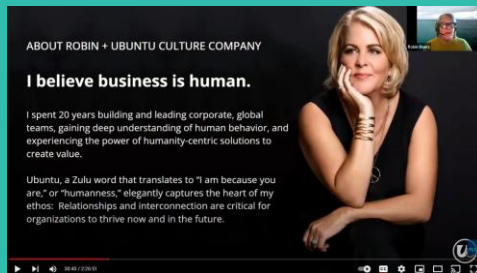 ABOUT ROBIN + UBUNTU CULTURE COMPANY
I believe business is human.
I spent 20 years building and leading corporate, global
teams, gaining deep understanding of human behavior, and
experiencing the power of humanity-centric solutions to
create value.
Ubuntu, a Zulu word that translates to “I am because you
are,” or “humanness,” elegantly captures the heart of my
ethos: Relationships and interconnection are critical for
organizations to thrive now and in the future.